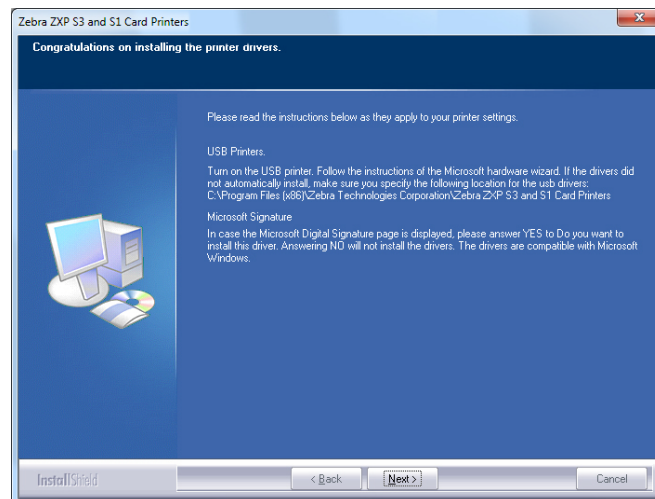 Zebra ZXP S3 and S1 Card Printers
Congratulations on installing the printer drivers.
Please read the instructions below as they apply to your printer settings.
USB Printers.
Turn on the USB printer. Follow the instructions of the Microsoft hardware wizard. If the drivers did
not automatically install, make sure you specify the following location for the usb drivers:
C:\Program Files (x86)\Zebra Technologies Corporation\Zebra ZXP S3 and S1 Card Printers
Microsoft Signature
In case the Microsoft Digital Signature page is displayed, please answer YES to Do you want to
install this driver. Answering NO will not install the drivers. The drivers are compatible with Microsoft
Windows.
InstallShield
< Back
Next >
Cancel